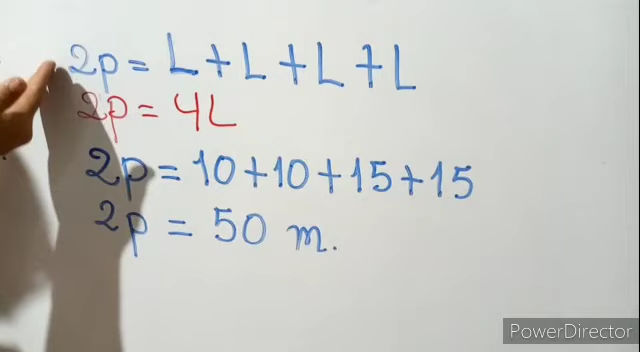 2p = L + L + L + L
2p = 4L
2p = 10 + 10 + 15 + 15
2p = 50 m.
PowerDirector